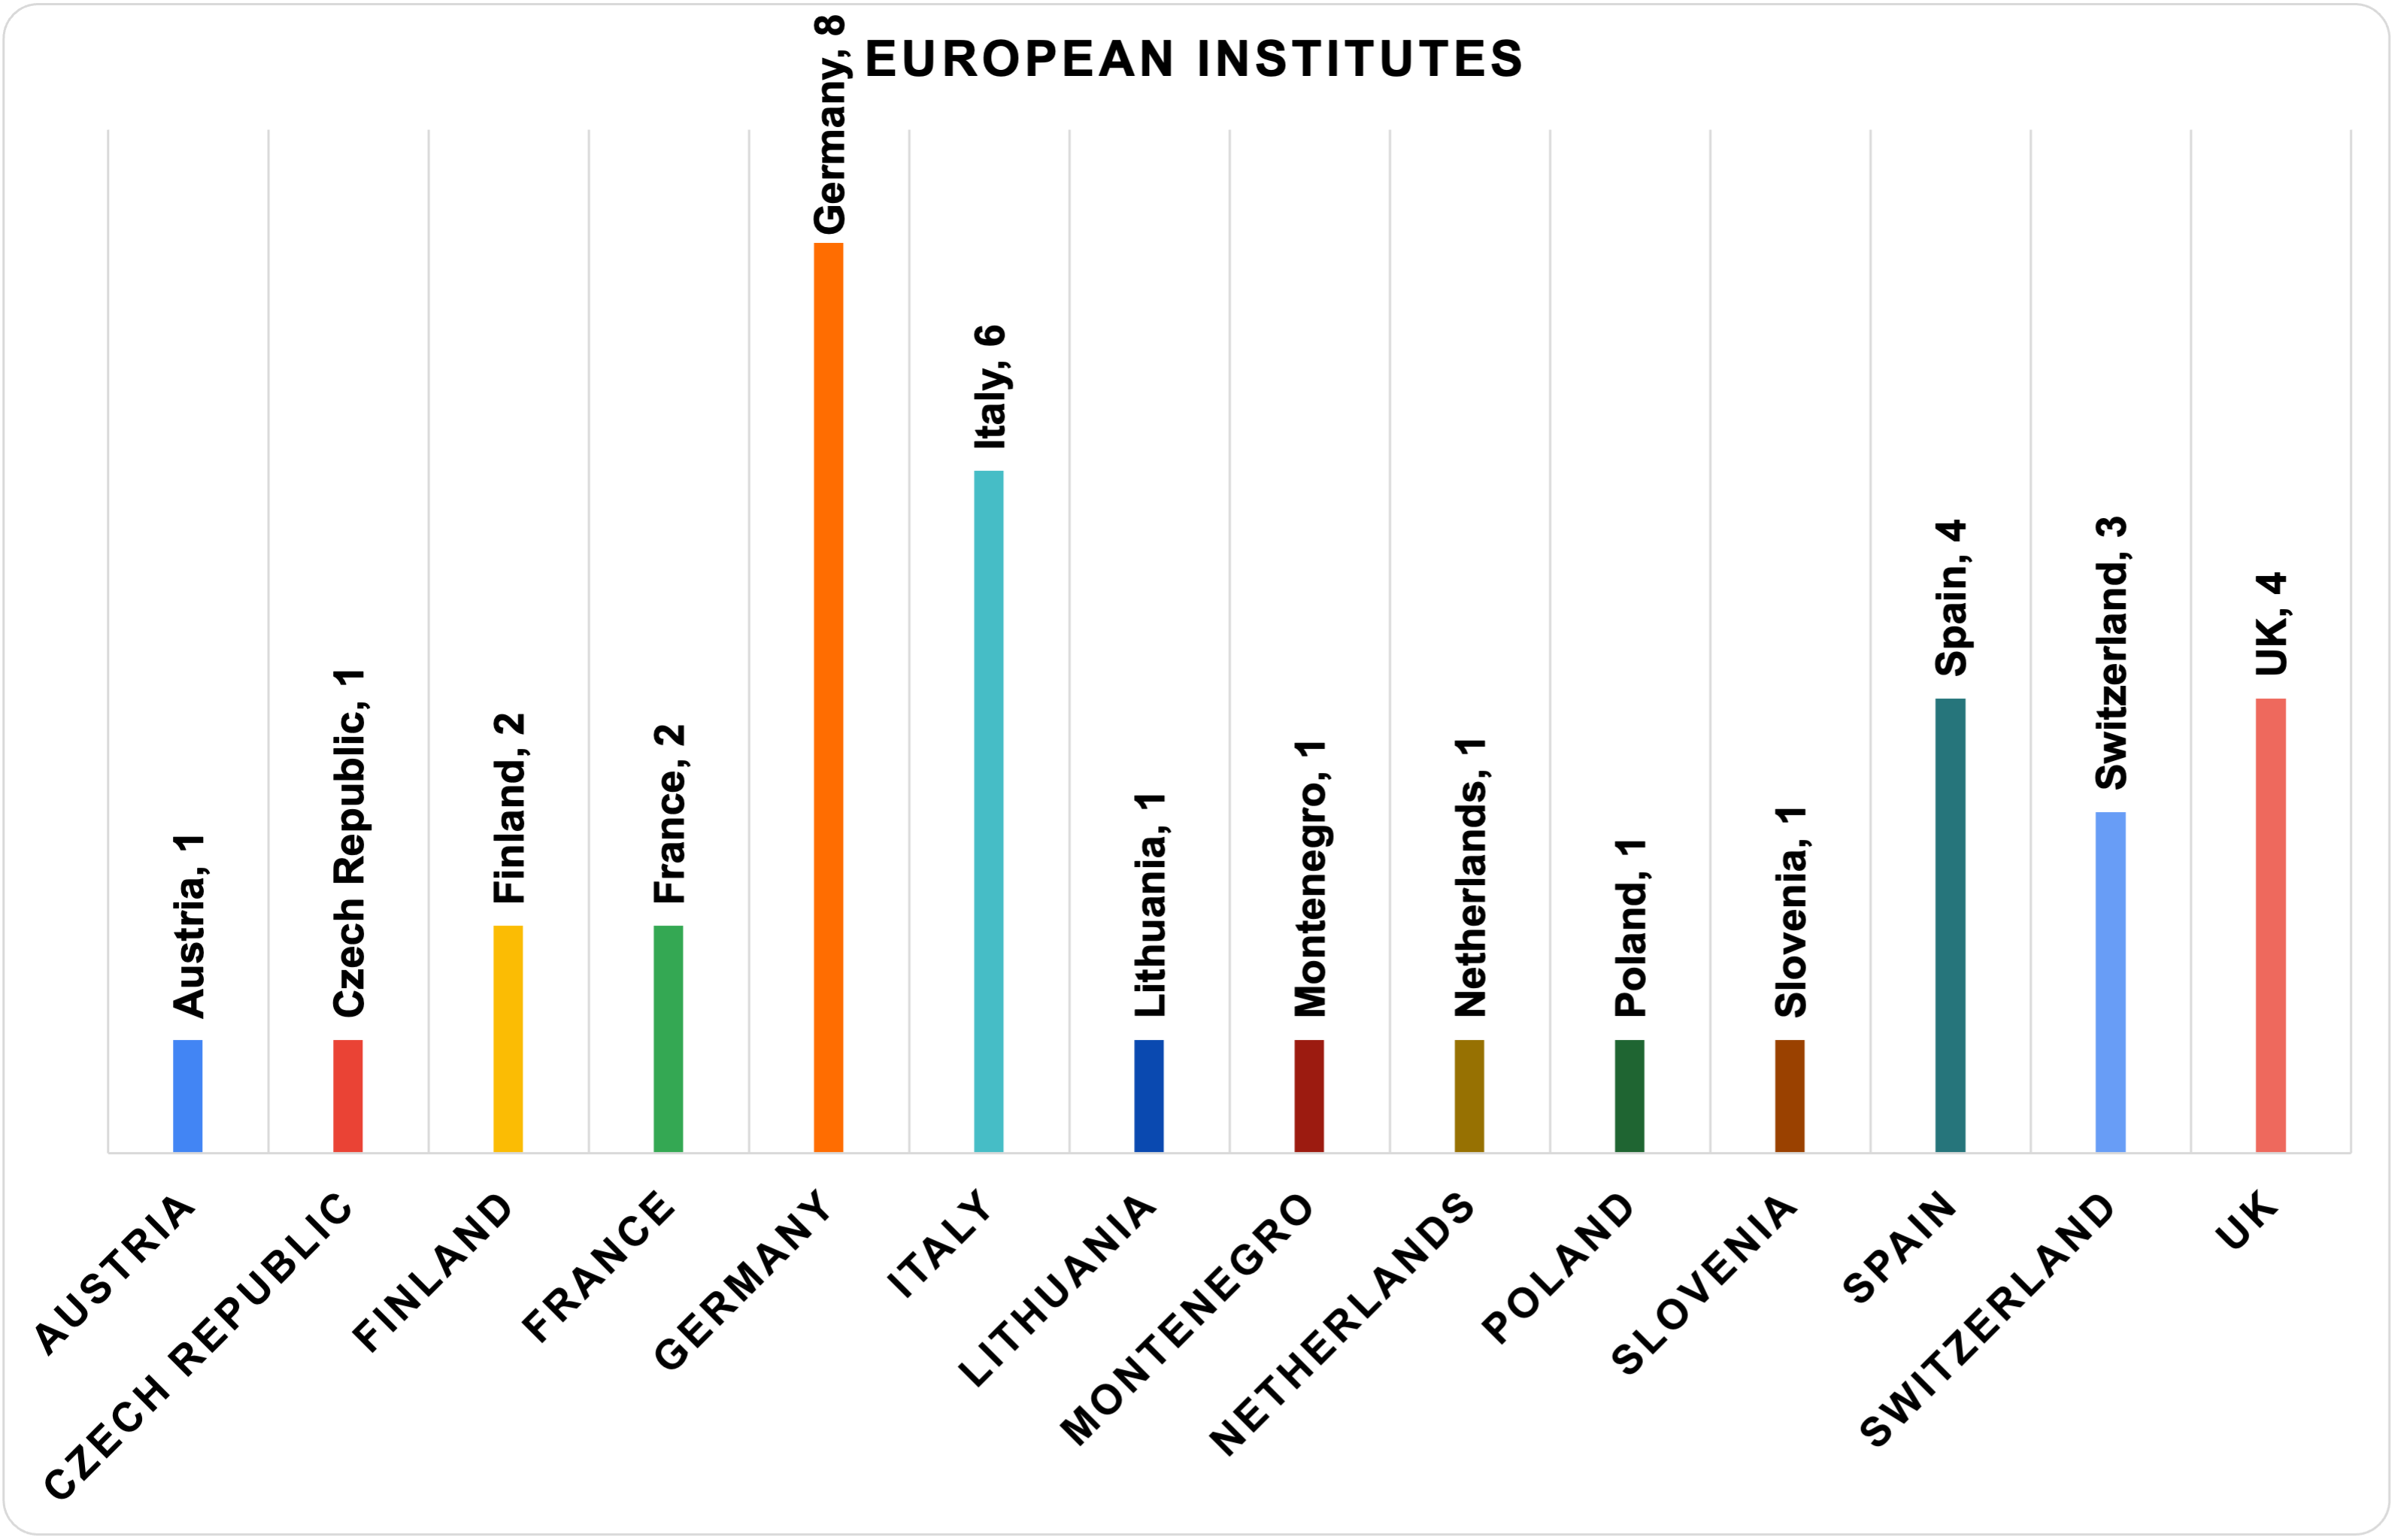 EUROPEAN INSTITUTES
Austria, 1
Czech Republic, 1
Finland, 2
France, 2
Germany, 8
Italy, 6
Lithuania, 1
Montenegro, 1
Netherlands, 1
Poland, 1
Slovenia, 1
Spain, 4
Switzerland, 3
UK, 4
AUSTRIA
CZECH REPUBLIC
FINLAND
FRANCE
GERMANY
ITALY
LITHUANIA
MONTENEGRO
NETHERLANDS
POLAND
SLOVENIA
SPAIN
SWITZERLAND
UK